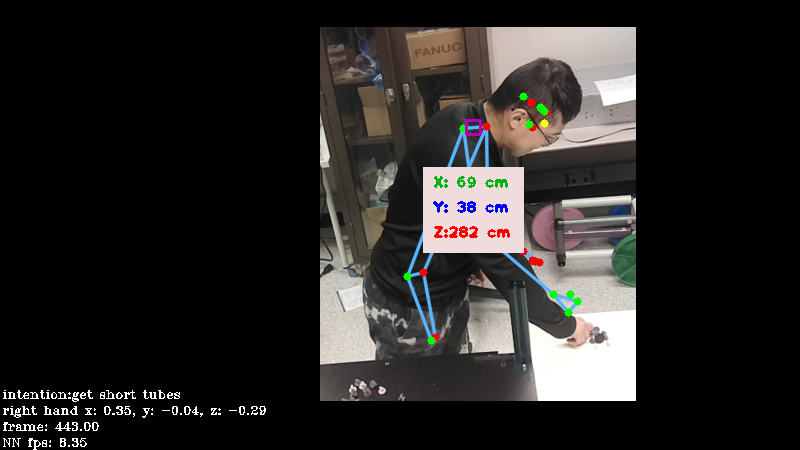 FANUC
X: 69 cm
Y: 38 cm
Z:282 cm
intention:get short tubes
right hand x: 0.35, y: -0.04, z: -0.29
frame: 443.00
NN fps: 8.35